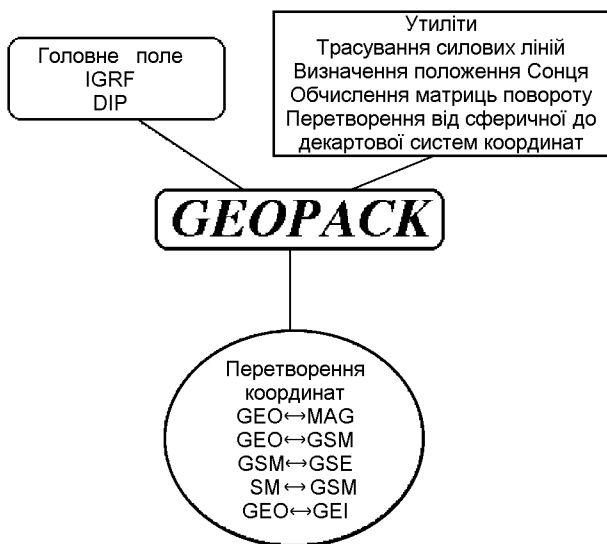 Головне поле
IGRF
DIP
Утиліти
Трасування силових ліній
Визначення положення Сонця
Обчислення матриць повороту
Перетворення від сферичної до
декартової систем координат
GEOPACK
Перетворення
координат
GEO↔MAG
GEO↔GSM
GSM↔GSE
SM↔GSM
GEO↔GEI